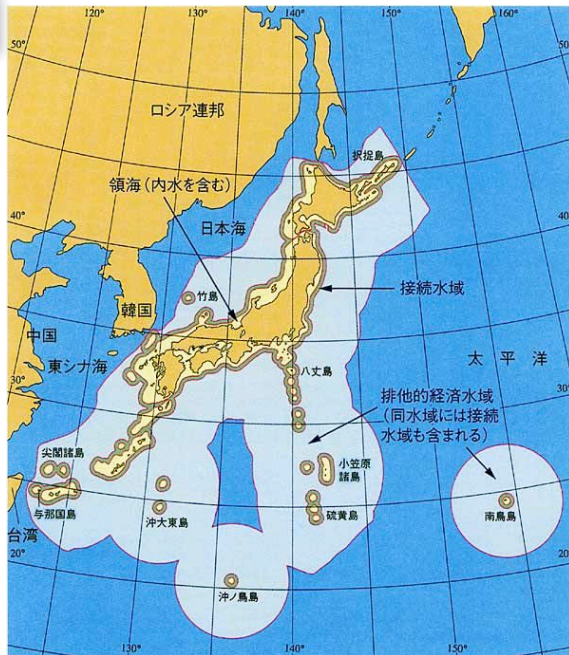 120°
130°
140°
150°
160°
50°
50°
ロシア連邦
択捉島
領海(内水を含む)
40°
日本海
40°
竹島
接続水域
韓国
中国
東シナ海
八丈島
太平洋
30°
排他的経済水域
(同水域には接続
水域も含まれる)
30°
尖閣諸島
小笠原
諸島
与那国島
沖大東島
硫黄島
南鳥島
台湾
20°
20°
沖ノ鳥島
130°
140°
150°